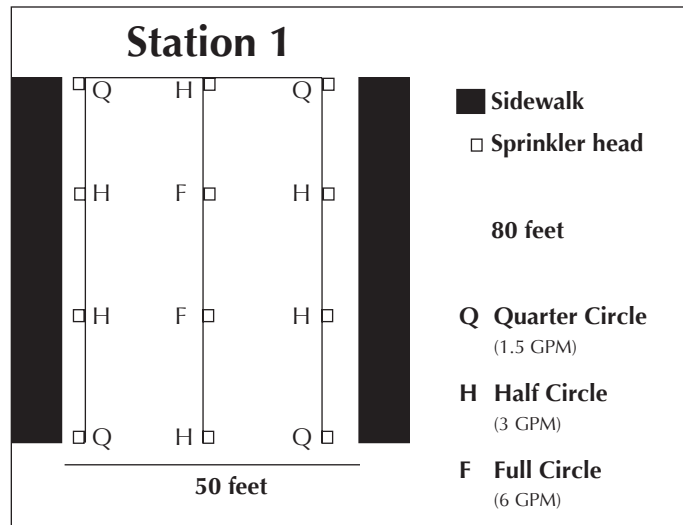 Station 1
Q H Q
H F H
H F H
Q H Q
50 feet
Sidewalk
Sprinkler head
80 feet
Q Quarter Circle
(1.5 GPM)
H Half Circle
(3 GPM)
F Full Circle
(6 GPM)